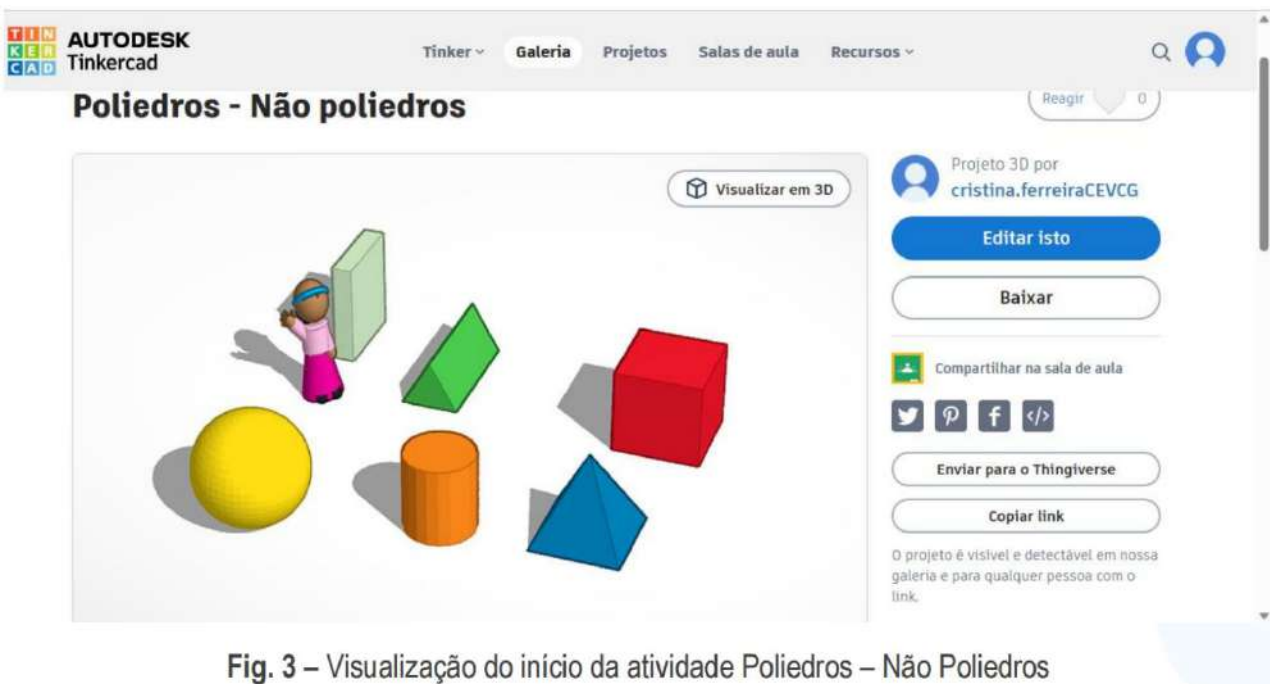 TIN
KER
CAD
AUTODESK
Tinkercad
Tinker
Galeria
Projetos
Salas de aula
Recursos
Poliedros - Não poliedros
Reagir 0
Visualizar em 3D
Projeto 3D por
cristina.ferreiraCEVCG
Editar isto
Baixar
Compartilhar na sala de aula
Enviar para o Thingiverse
Copiar link
O projeto é visível e detectável em nossa
galeria e para qualquer pessoa com o
link.
Fig. 3 – Visualização do início da atividade Poliedros – Não Poliedros